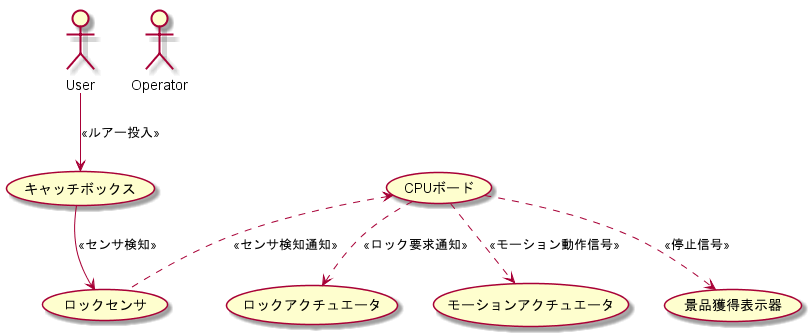 User
Operator
«ルアー投入»
キャッチボックス
CPUボード
«センサ検知»
«センサ検知通知»
«ロック要求通知»
«モーション動作信号»
«停止信号»
ロックセンサ
ロックアクチュエータ
モーションアクチュエータ
景品獲得表示器